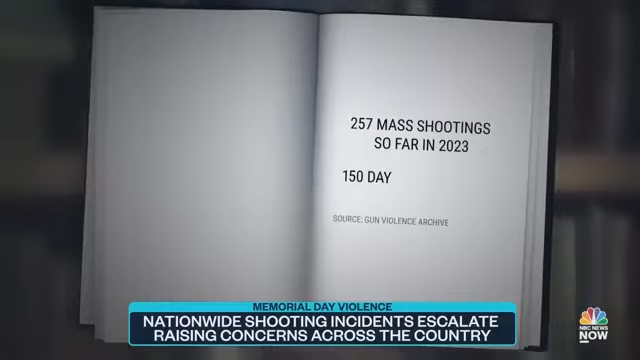 257 MASS SHOOTINGS
SO FAR IN 2023
150 DAY
SOURCE: GUN VIOLENCE ARCHIVE
MEMORIAL DAY VIOLENCE
NATIONWIDE SHOOTING INCIDENTS ESCALATE
RAISING CONCERNS ACROSS THE COUNTRY
NBC NEWS
NOW